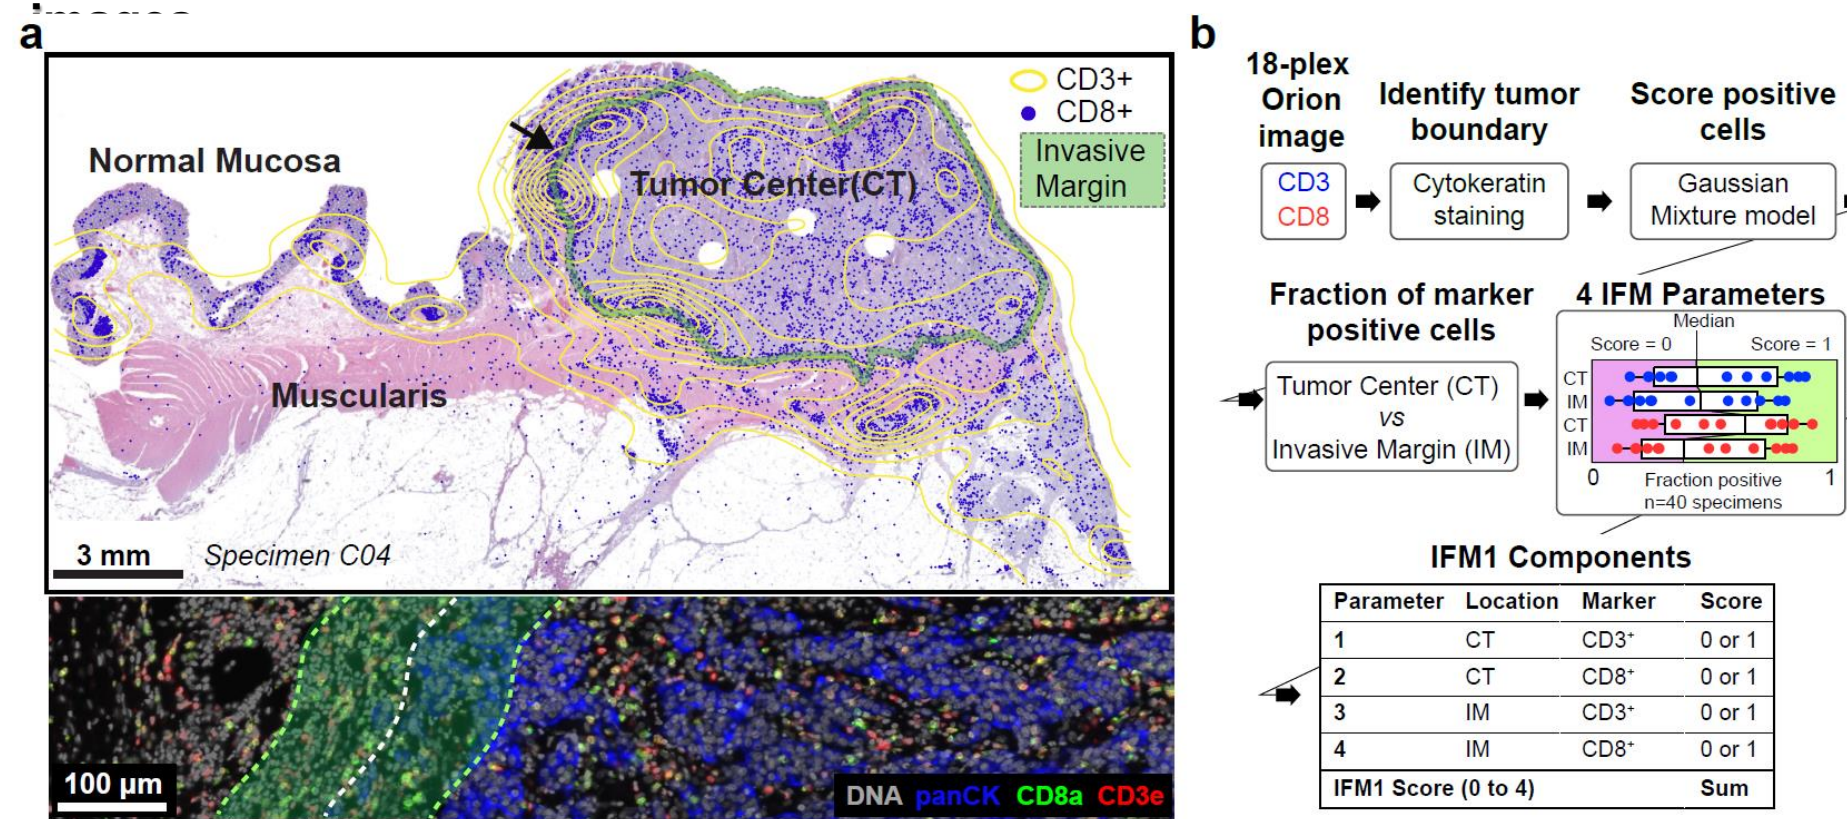 images
a
CD3+
CD8+
Invasive
Margin
Normal Mucosa
Tumor Center(CT)
Muscularis
3 mm
Specimen C04
100 µm
DNA panCK CD8a CD3e
b
18-plex
Orion
image
CD3
CD8
Identify tumor
boundary
Cytokeratin
staining
Score positive
cells
Gaussian
Mixture model
Fraction of marker
positive cells
Tumor Center (CT)
vs
Invasive Margin (IM)
4 IFM Parameters
Median
Score = 0 Score = 1
CT
IM
CT
IM
0 1
Fraction positive
n=40 specimens
IFM1 Components
Parameter Location Marker Score
1 CT CD3⁺ 0 or 1
2 CT CD8⁺ 0 or 1
3 IM CD3⁺ 0 or 1
4 IM CD8⁺ 0 or 1
IFM1 Score (0 to 4) Sum